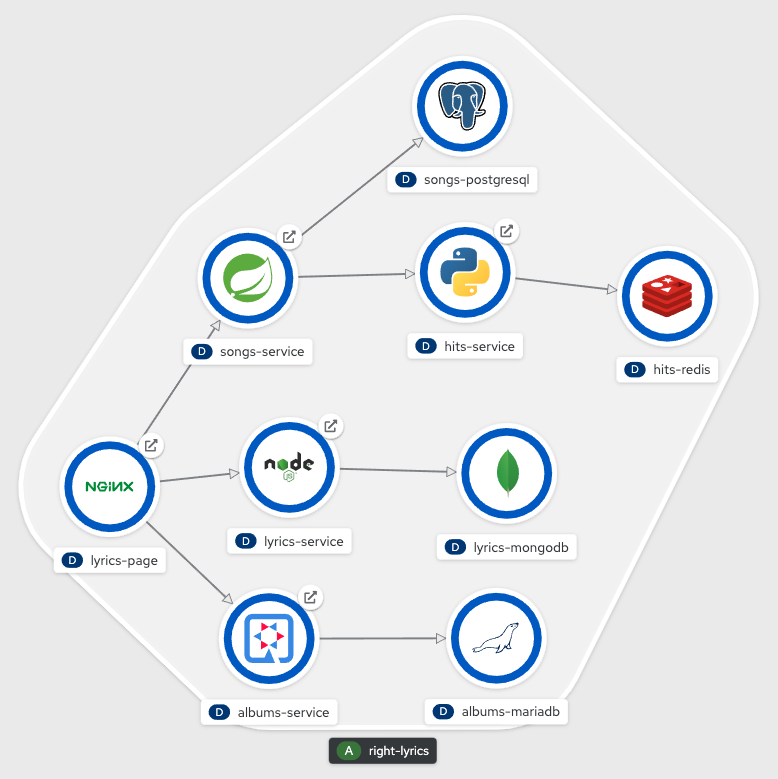 D songs-postgresql
D songs-service
D hits-service
D hits-redis
NGiNX
node
JS
D lyrics-page
D lyrics-service
D lyrics-mongodb
D albums-service
D albums-mariadb
A right-lyrics